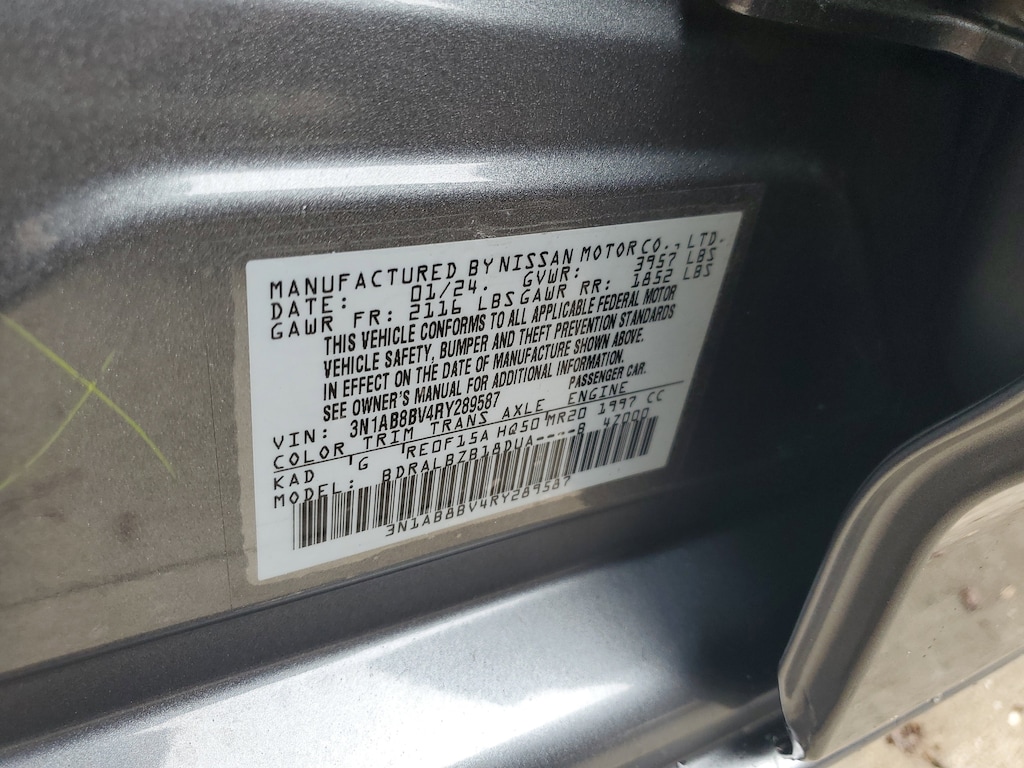 MANUFACTURED BY NISSAN MOTOR CO., LTD.
DATE: 01/24. GVWR: 3957 LBS
GAWR FR: 2116 LBS GAWR RR: 1852 LBS
THIS VEHICLE CONFORMS TO ALL APPLICABLE FEDERAL MOTOR
VEHICLE SAFETY, BUMPER AND THEFT PREVENTION STANDARDS
IN EFFECT ON THE DATE OF MANUFACTURE SHOWN ABOVE.
SEE OWNER'S MANUAL FOR ADDITIONAL INFORMATION.
VIN: 3N1AB8BV4RY289587 PASSENGER CAR.
COLOR TRIM TRANS AXLE ENGINE
KAD G RE0F15A HQ50 MR20 1997 CC
MODEL: BDRALBZB18DUA----B 47000
3N1AB8BV4RY289587